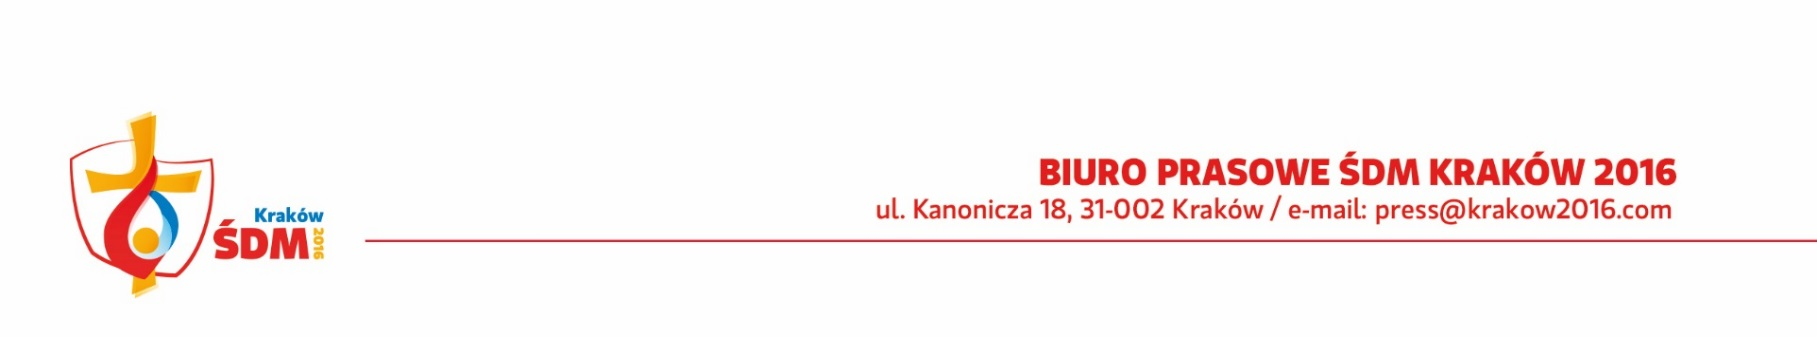 BIURO PRASOWE ŚDM KRAKÓW 2016
ul. Kanonicza 18, 31-002 Kraków / e-mail: press@krakow2016.com
Kraków
ŚDM 2016